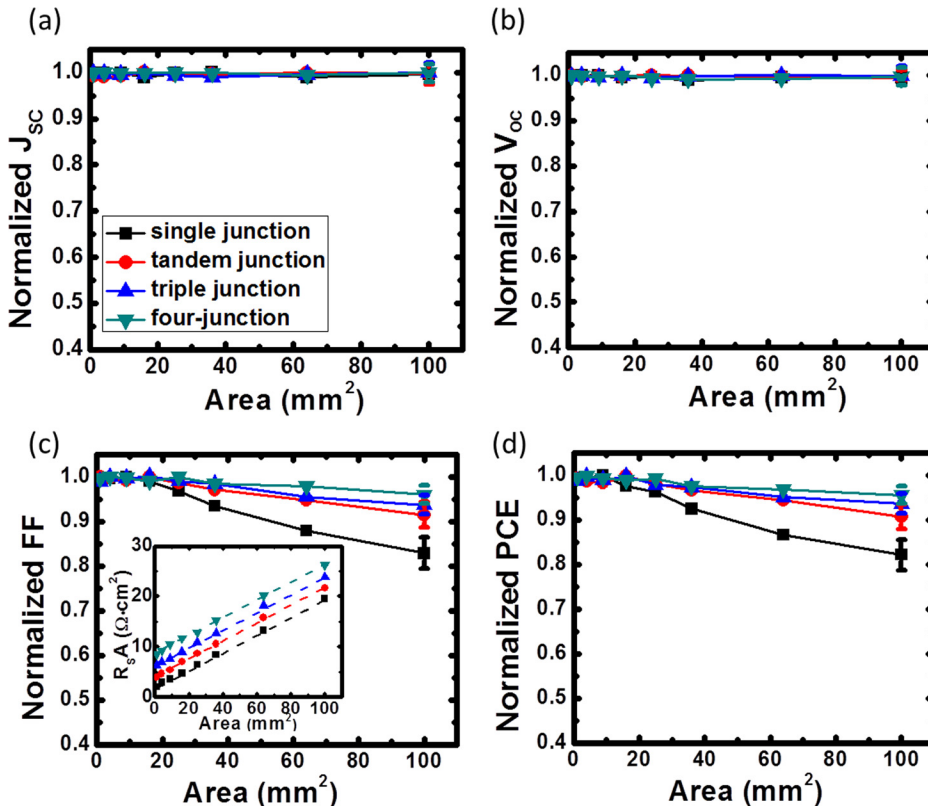 (a)
Normalized J_SC
1.0
0.9
0.8
0.7
0.6
0.5
0.4
single junction
tandem junction
triple junction
four-junction
0 20 40 60 80 100
Area (mm²)
(b)
Normalized V_OC
1.0
0.9
0.8
0.7
0.6
0.5
0.4
0 20 40 60 80 100
Area (mm²)
(c)
Normalized FF
1.0
0.9
0.8
0.7
0.6
0.5
0.4
R_sA (Ω·cm²)
30
20
10
0
0 20 40 60 80 100
Area (mm²)
0 20 40 60 80 100
Area (mm²)
(d)
Normalized PCE
1.0
0.9
0.8
0.7
0.6
0.5
0.4
0 20 40 60 80 100
Area (mm²)